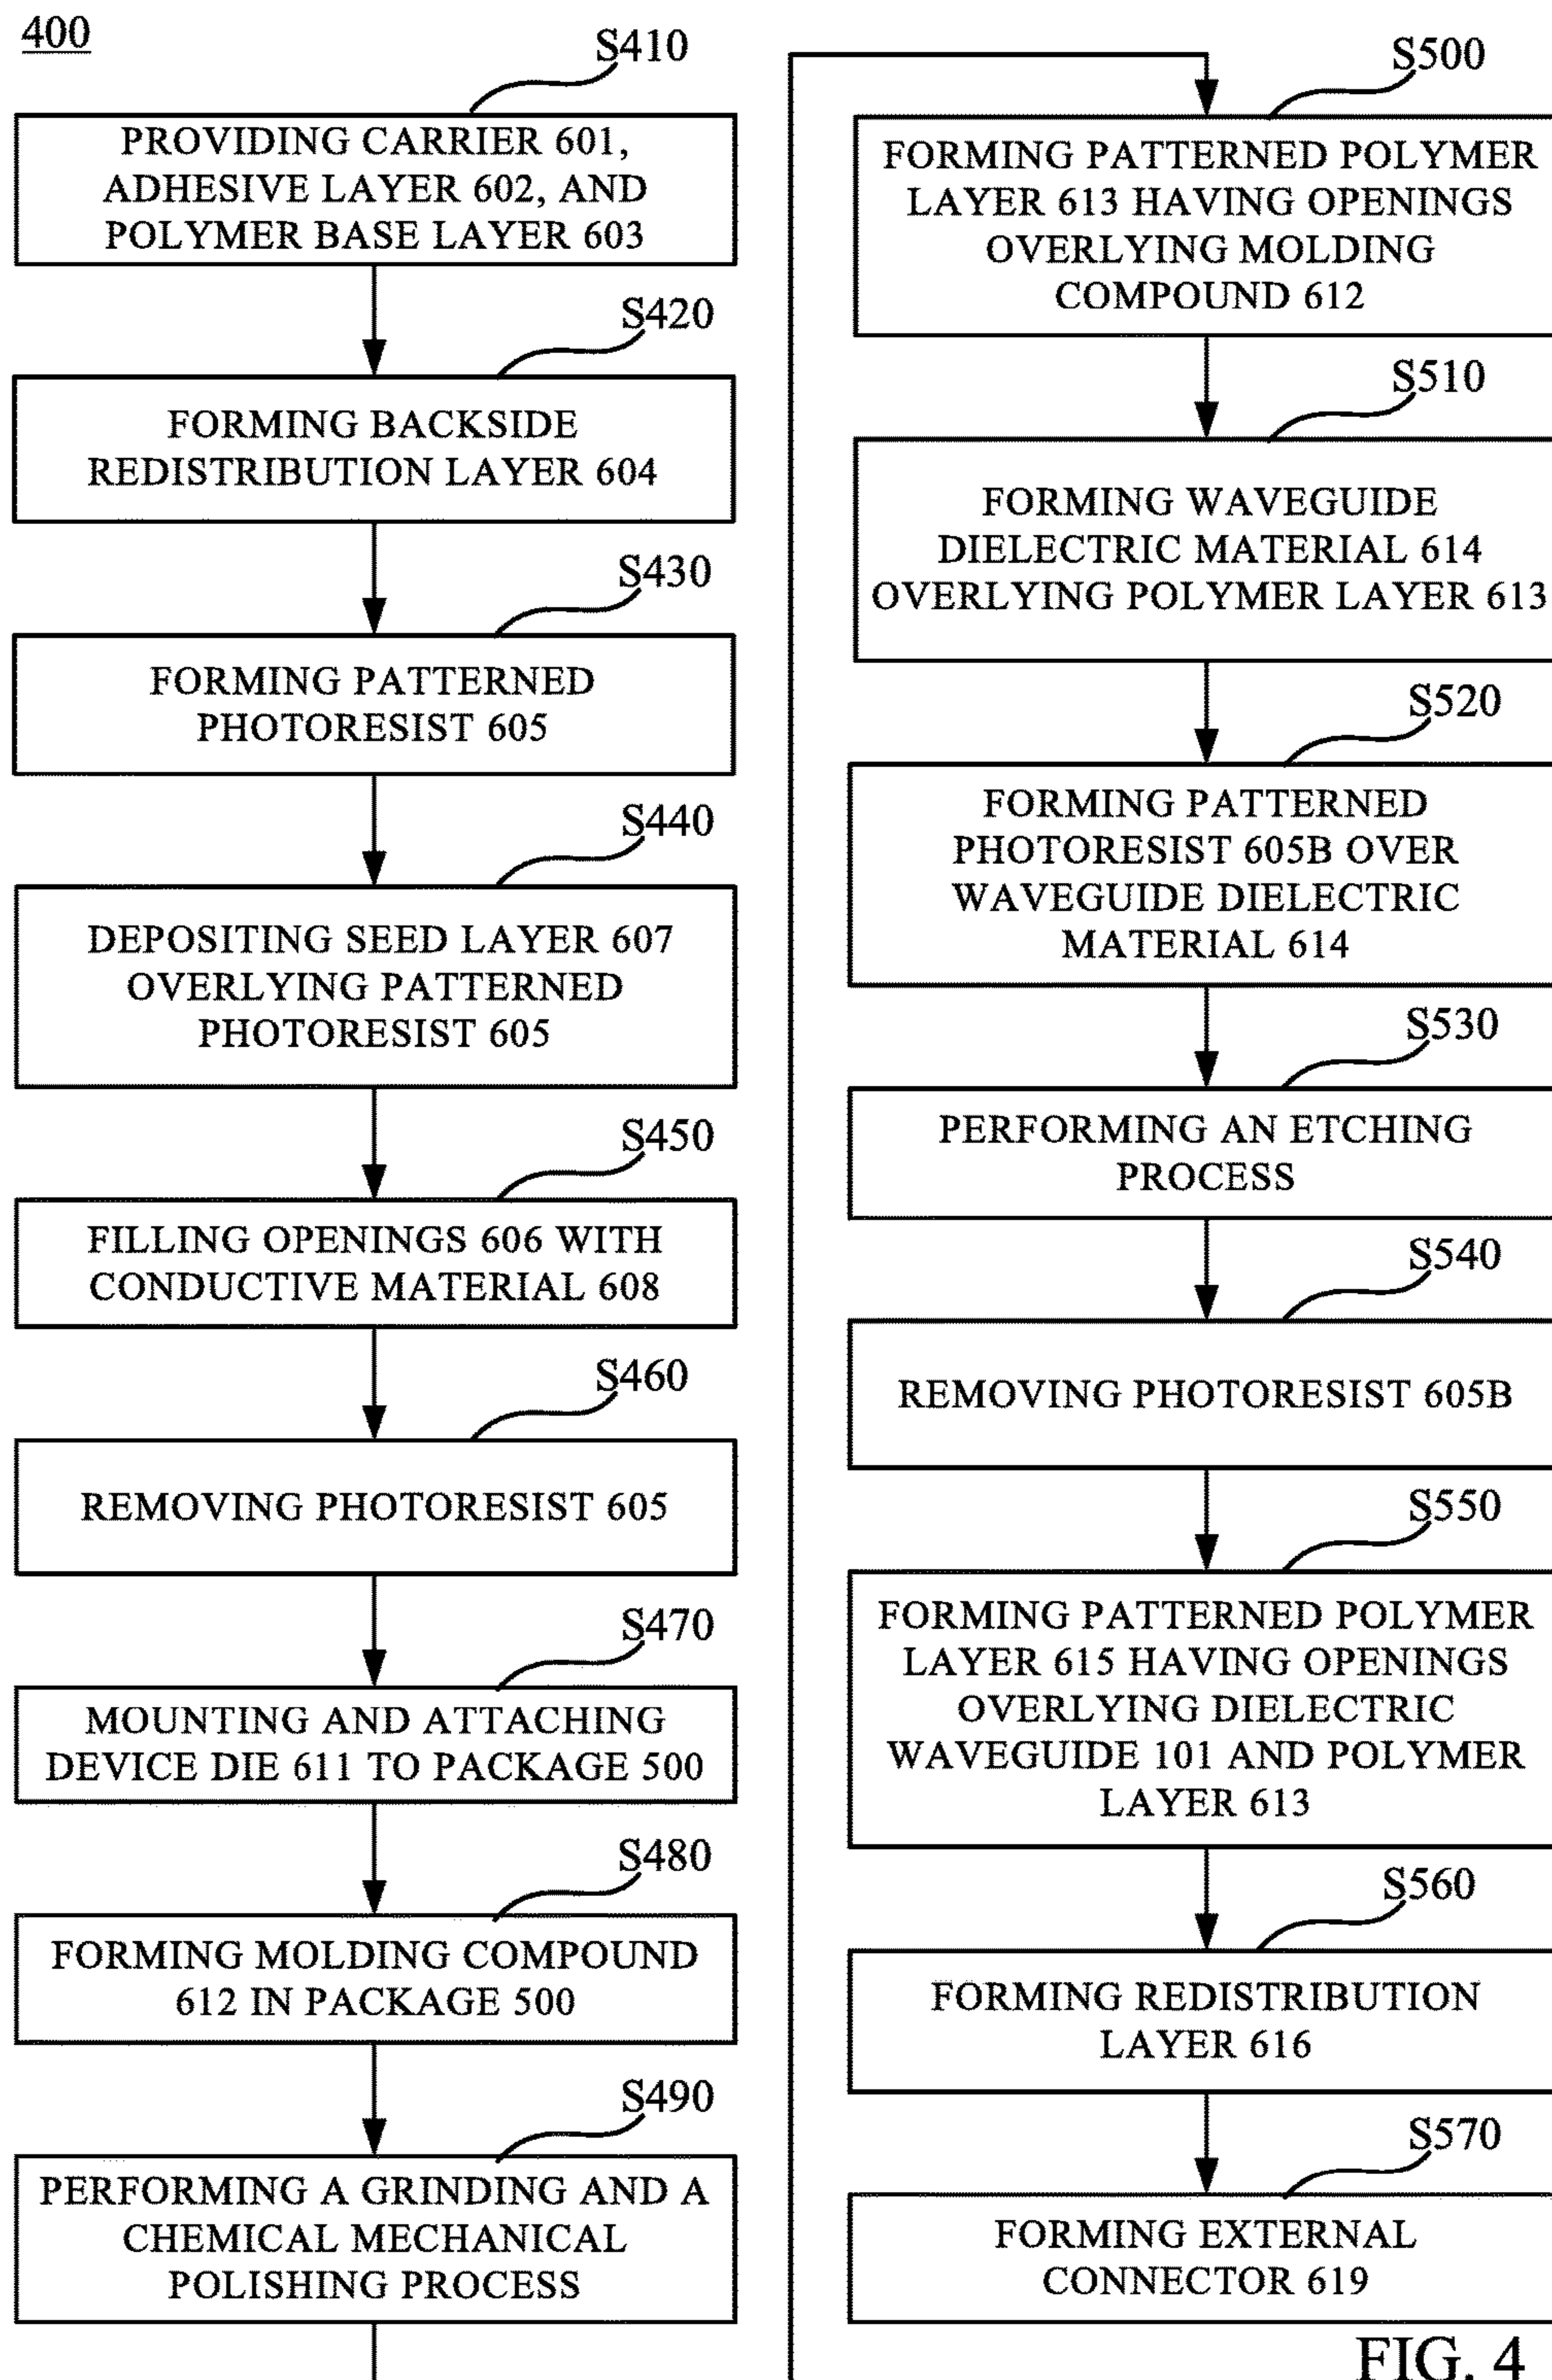 400
S410
PROVIDING CARRIER 601,
ADHESIVE LAYER 602, AND
POLYMER BASE LAYER 603
S420
FORMING BACKSIDE
REDISTRIBUTION LAYER 604
S430
FORMING PATTERNED
PHOTORESIST 605
S440
DEPOSITING SEED LAYER 607
OVERLYING PATTERNED
PHOTORESIST 605
S450
FILLING OPENINGS 606 WITH
CONDUCTIVE MATERIAL 608
S460
REMOVING PHOTORESIST 605
S470
MOUNTING AND ATTACHING
DEVICE DIE 611 TO PACKAGE 500
S480
FORMING MOLDING COMPOUND
612 IN PACKAGE 500
S490
PERFORMING A GRINDING AND A
CHEMICAL MECHANICAL
POLISHING PROCESS
S500
FORMING PATTERNED POLYMER
LAYER 613 HAVING OPENINGS
OVERLYING MOLDING
COMPOUND 612
S510
FORMING WAVEGUIDE
DIELECTRIC MATERIAL 614
OVERLYING POLYMER LAYER 613
S520
FORMING PATTERNED
PHOTORESIST 605B OVER
WAVEGUIDE DIELECTRIC
MATERIAL 614
S530
PERFORMING AN ETCHING
PROCESS
S540
REMOVING PHOTORESIST 605B
S550
FORMING PATTERNED POLYMER
LAYER 615 HAVING OPENINGS
OVERLYING DIELECTRIC
WAVEGUIDE 101 AND POLYMER
LAYER 613
S560
FORMING REDISTRIBUTION
LAYER 616
S570
FORMING EXTERNAL
CONNECTOR 619
FIG. 4